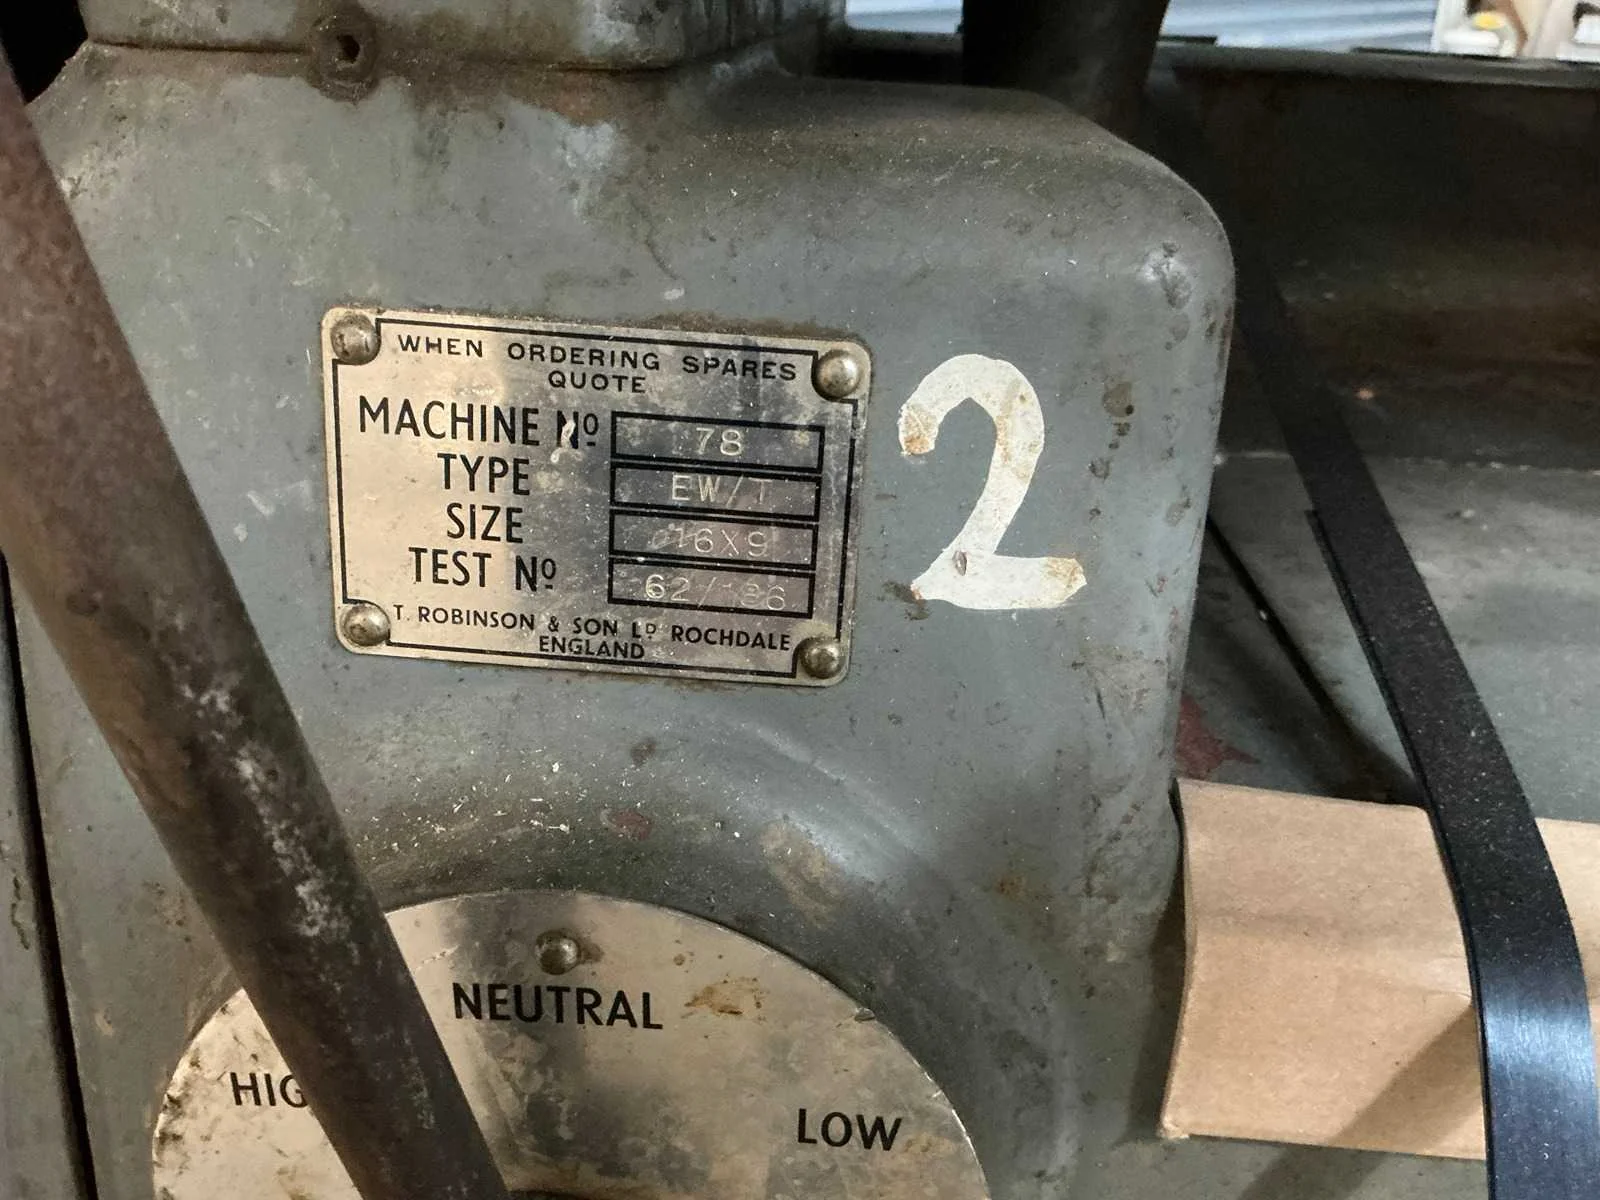 WHEN ORDERING SPARES
QUOTE
MACHINE Nº 78
TYPE EW/T
SIZE 16X9
TEST Nº
T. ROBINSON & SON Lᴰ ROCHDALE
ENGLAND
2
NEUTRAL
LOW